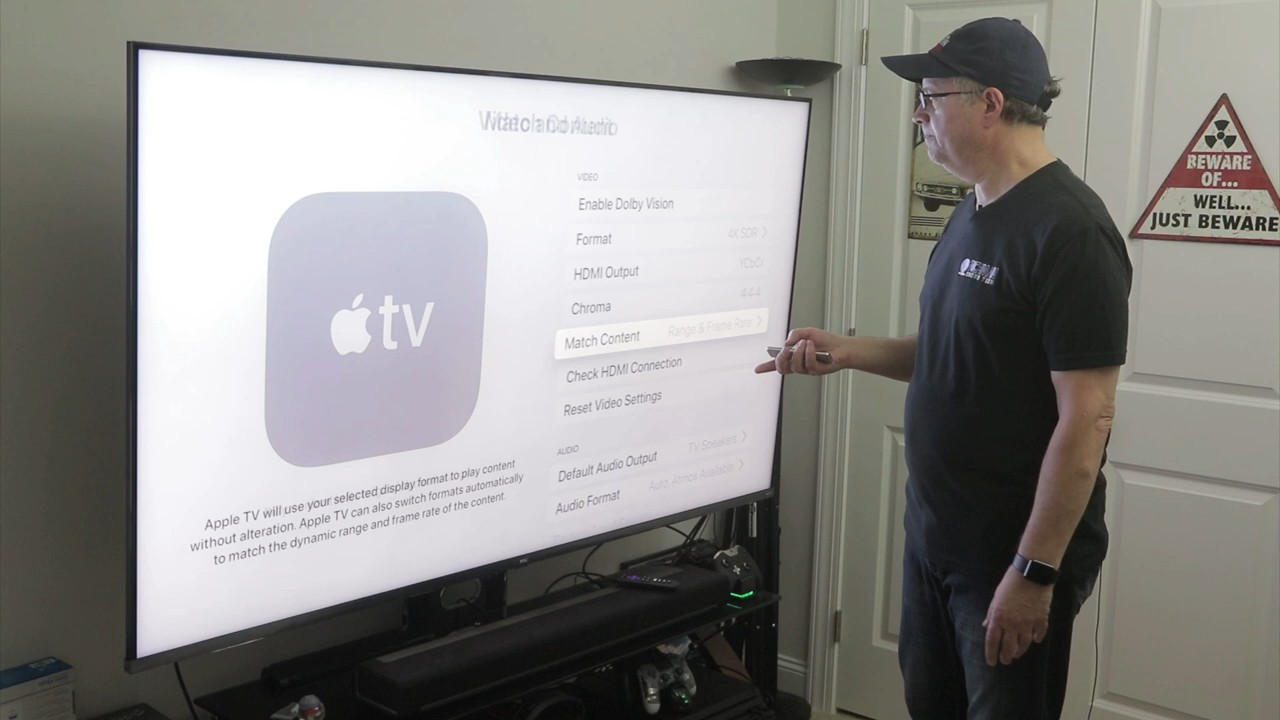 VIDEO
Enable Dolby Vision
Format 4K SDR
HDMI Output YCbCr
Chroma 4:4:4
Match Content Range & Frame Rate
Check HDMI Connection
Reset Video Settings
AUDIO
Default Audio Output TV Speakers
Audio Format Auto, Atmos Available
tv
Apple TV will use your selected display format to play content
without alteration. Apple TV can also switch formats automatically
to match the dynamic range and frame rate of the content.
BEWARE
OF...
WELL...
JUST BEWARE